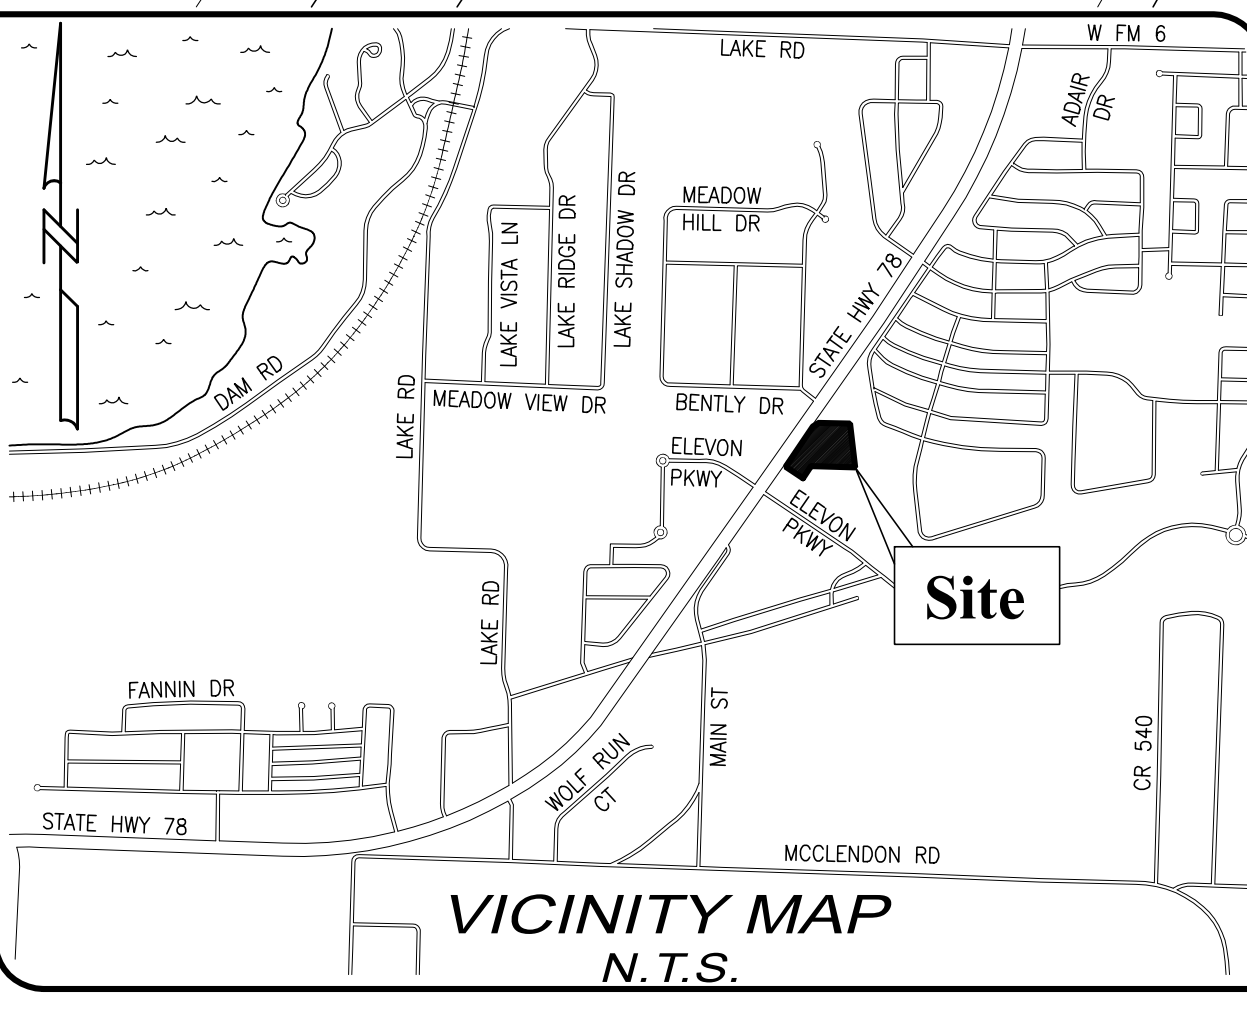 W FM 6
LAKE RD
ADAIR
DR
MEADOW
HILL DR
LAKE VISTA LN
LAKE RIDGE DR
LAKE SHADOW DR
STATE HWY 78
N
DAM RD
LAKE RD
MEADOW VIEW DR
BENTLY DR
ELEVON
PKWY
ELEVON
PKWY
LAKE RD
Site
FANNIN DR
MAIN ST
CR 540
WOLF RUN
CT
STATE HWY 78
MCCLENDON RD
VICINITY MAP
N.T.S.